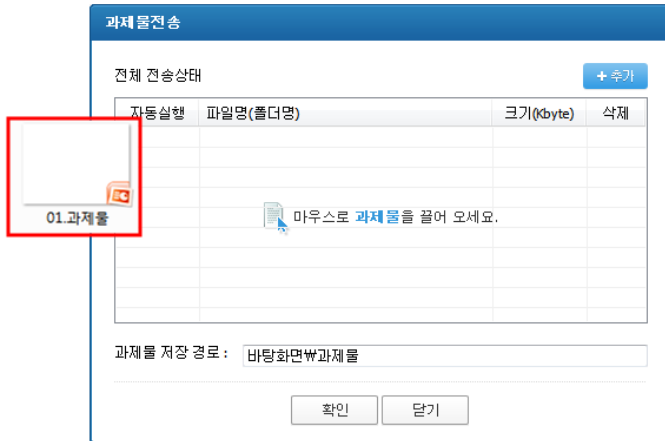 과제물전송
전체 전송상태
+ 추가
자동실행 파일명(폴더명) 크기(Kbyte) 삭제
01.과제물
마우스로 과제물을 끌어 오세요.
과제물 저장 경로 : 바탕화면₩과제물
확인 닫기